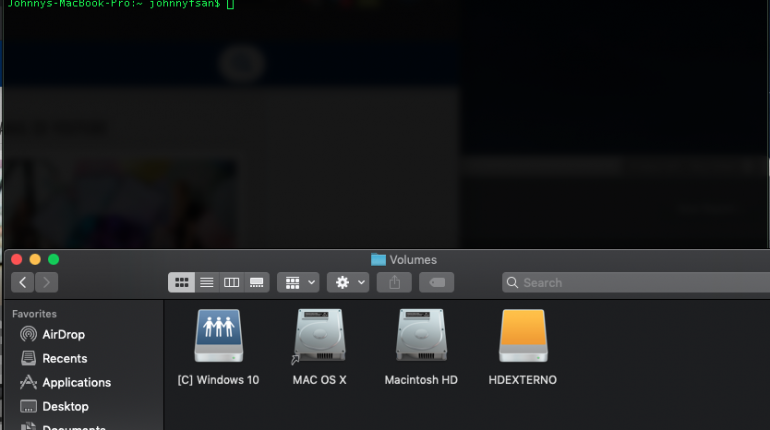 Johnnys-MacBook-Pro:~ johnnyfsan$
Volumes
Search
Favorites
AirDrop
Recents
Applications
Desktop
Documents
[C] Windows 10
MAC OS X
Macintosh HD
HDEXTERNO